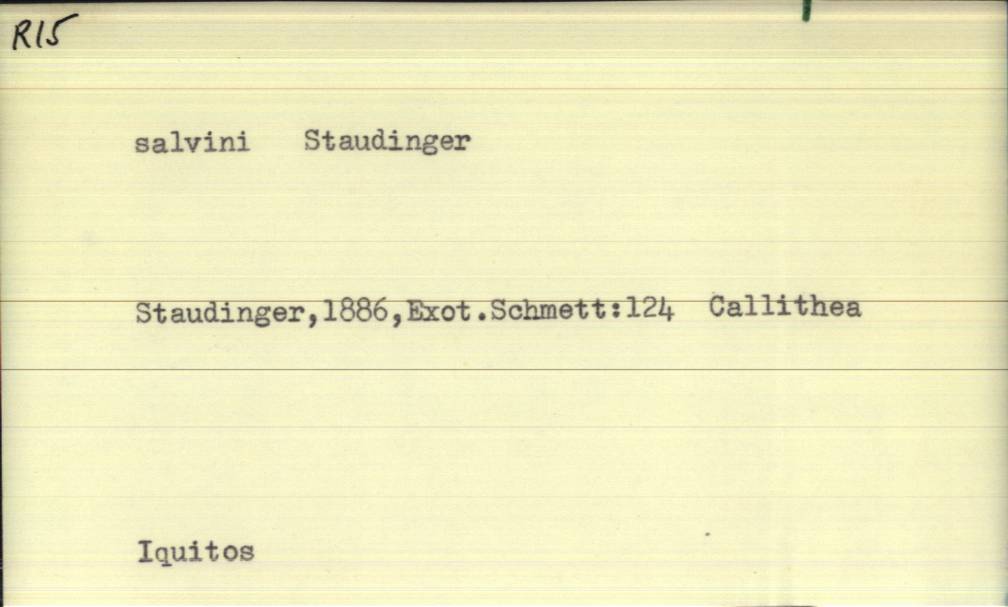 R15
salvini Staudinger
Staudinger,1886,Exot.Schmett:124 Callithea
Iquitos